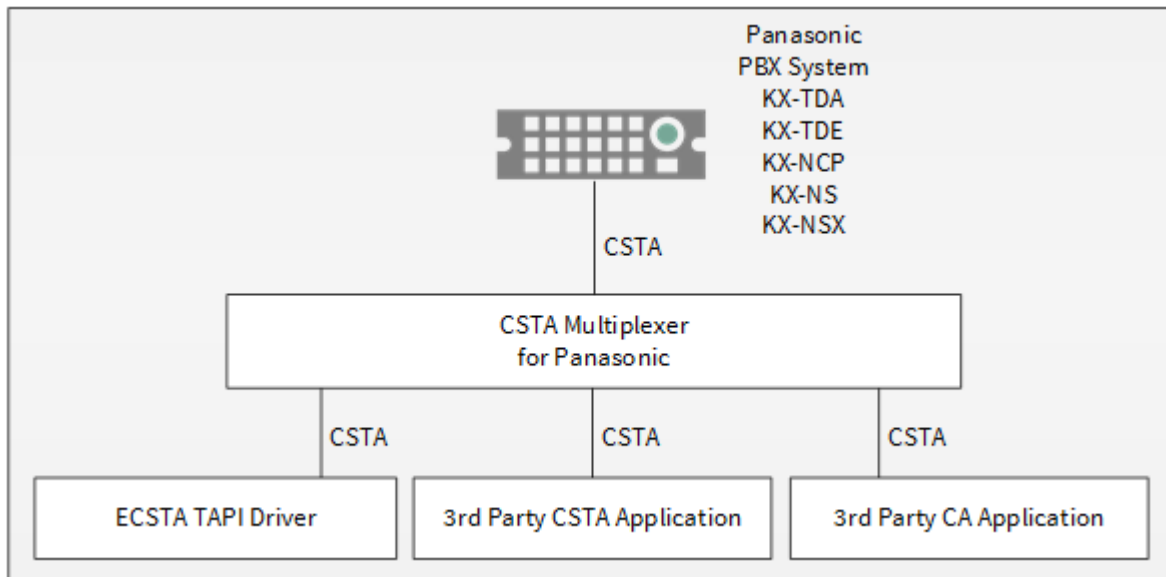 Panasonic
PBX System
KX-TDA
KX-TDE
KX-NCP
KX-NS
KX-NSX
CSTA
CSTA Multiplexer
for Panasonic
CSTA
CSTA
CSTA
ECSTA TAPI Driver
3rd Party CSTA Application
3rd Party CA Application